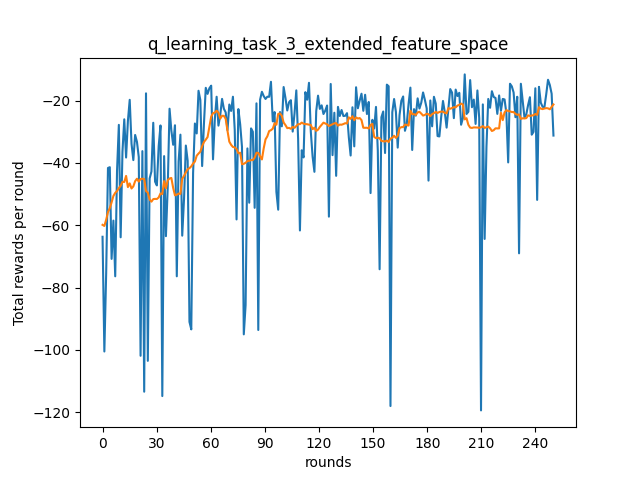 q_learning_task_3_extended_feature_space
−20
−40
−60
−80
−100
−120
Total rewards per round
0 30 60 90 120 150 180 210 240
rounds